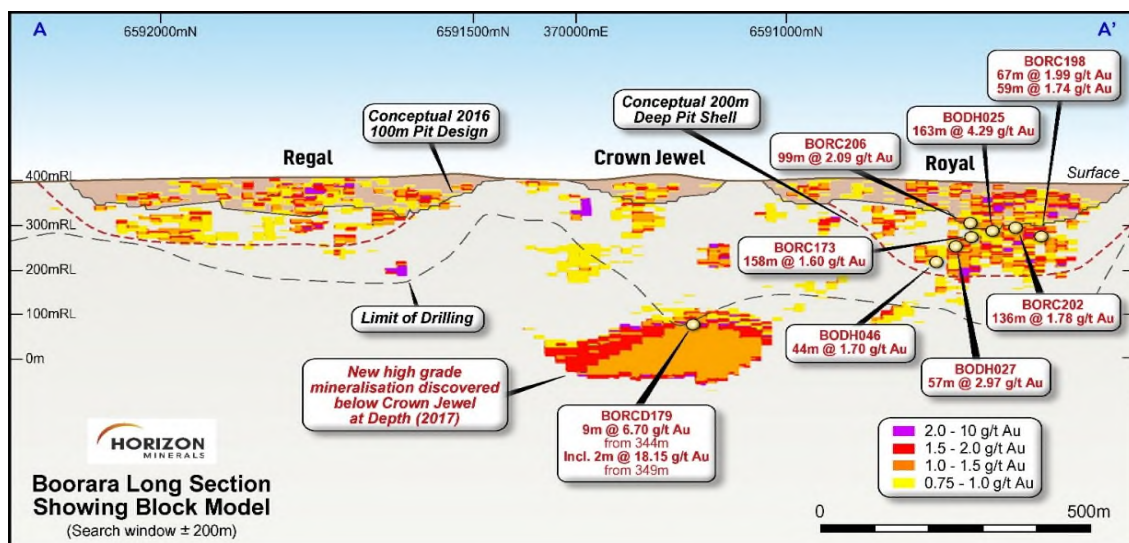 A
A'
6592000mN
6591500mN
370000mE
6591000mN
BORC198
67m @ 1.99 g/t Au
59m @ 1.74 g/t Au
Conceptual 2016
100m Pit Design
Conceptual 200m
Deep Pit Shell
BODH025
163m @ 4.29 g/t Au
BORC206
99m @ 2.09 g/t Au
Regal
Crown Jewel
Royal
Surface
400mRL
300mRL
200mRL
100mRL
0m
BORC173
158m @ 1.60 g/t Au
Limit of Drilling
BORC202
136m @ 1.78 g/t Au
BODH046
44m @ 1.70 g/t Au
BODH027
57m @ 2.97 g/t Au
New high grade
mineralisation discovered
below Crown Jewel
at Depth (2017)
BORCD179
9m @ 6.70 g/t Au
from 344m
Incl. 2m @ 18.15 g/t Au
from 349m
HORIZON
MINERALS
Boorara Long Section
Showing Block Model
(Search window ± 200m)
2.0 - 10 g/t Au
1.5 - 2.0 g/t Au
1.0 - 1.5 g/t Au
0.75 - 1.0 g/t Au
0
500m